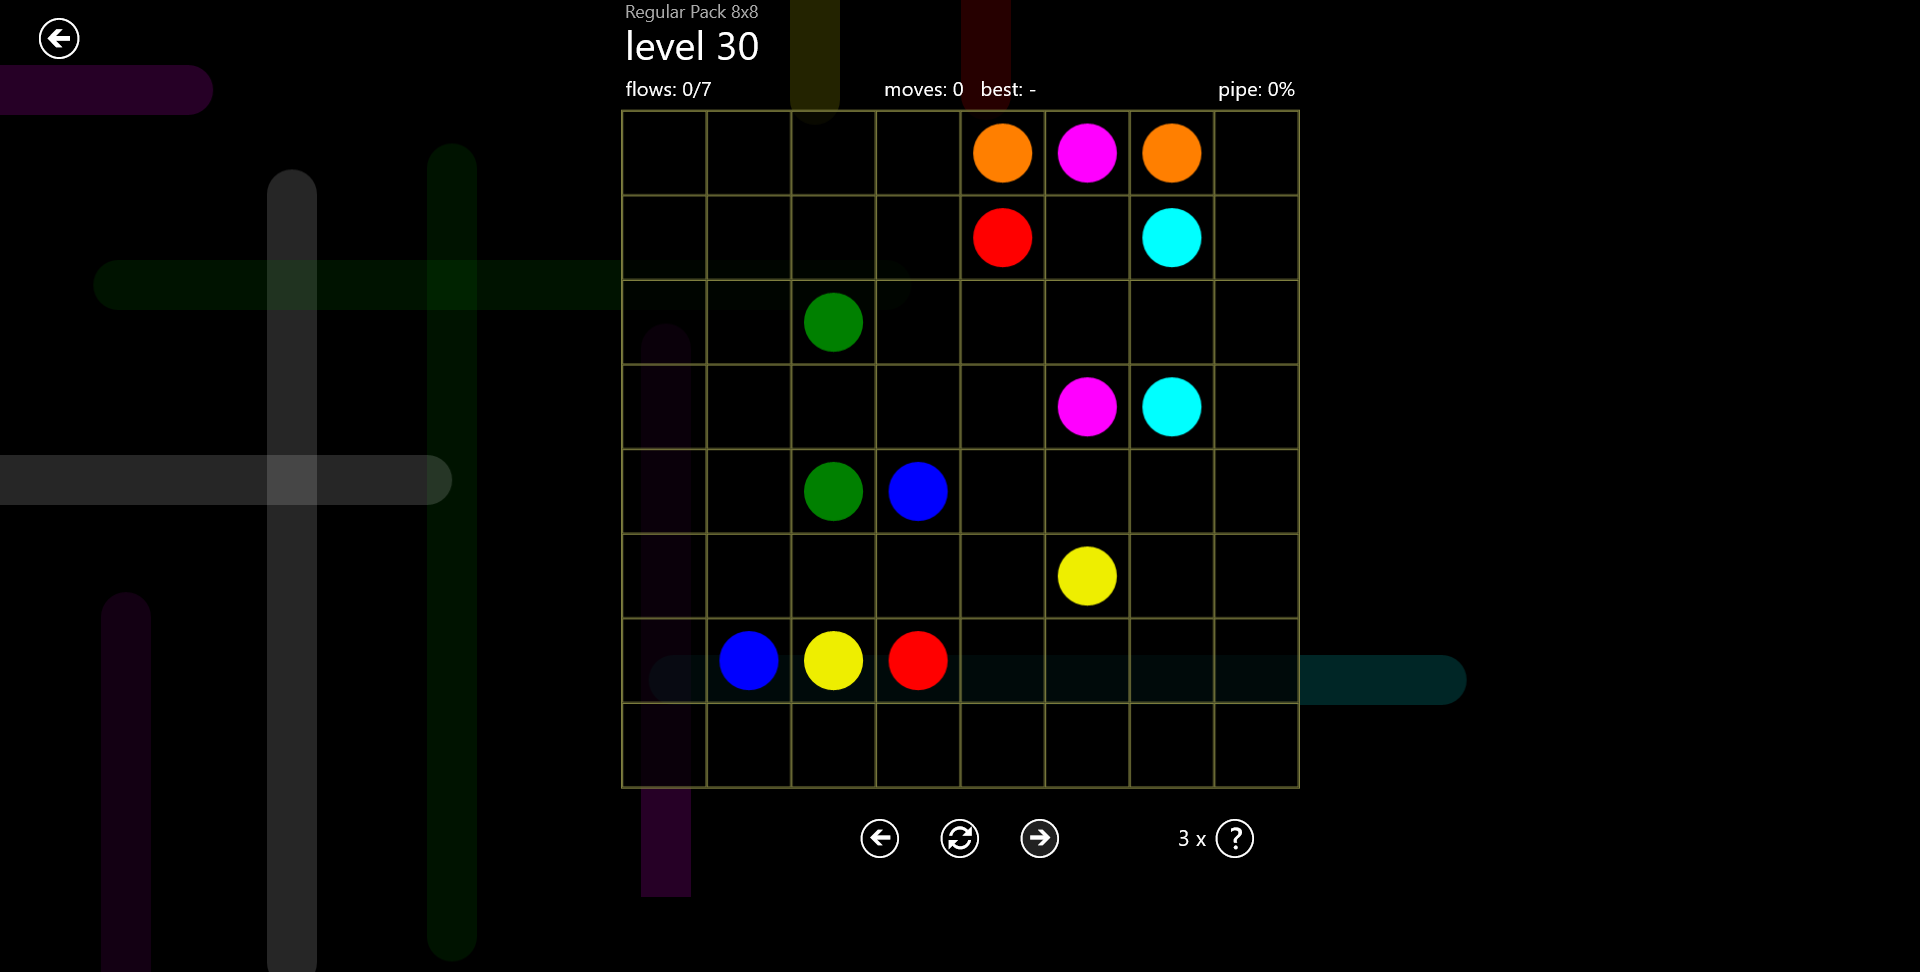 Regular Pack 8x8
level 30
flows: 0/7 moves: 0 best: - pipe: 0%
3 x ?